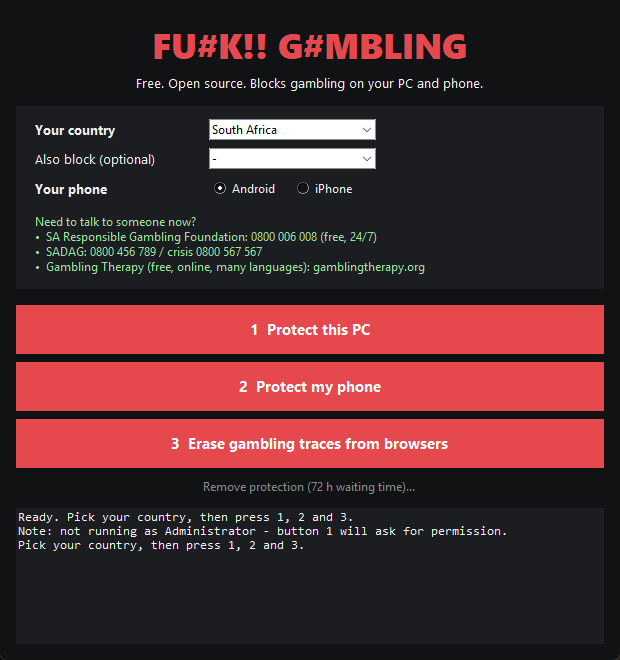 FU#K!! G#MBLING
Free. Open source. Blocks gambling on your PC and phone.
Your country South Africa
Also block (optional) -
Your phone Android iPhone
Need to talk to someone now?
• SA Responsible Gambling Foundation: 0800 006 008 (free, 24/7)
• SADAG: 0800 456 789 / crisis 0800 567 567
• Gambling Therapy (free, online, many languages): gamblingtherapy.org
1 Protect this PC
2 Protect my phone
3 Erase gambling traces from browsers
Remove protection (72 h waiting time)...
Ready. Pick your country, then press 1, 2 and 3.
Note: not running as Administrator - button 1 will ask for permission.
Pick your country, then press 1, 2 and 3.